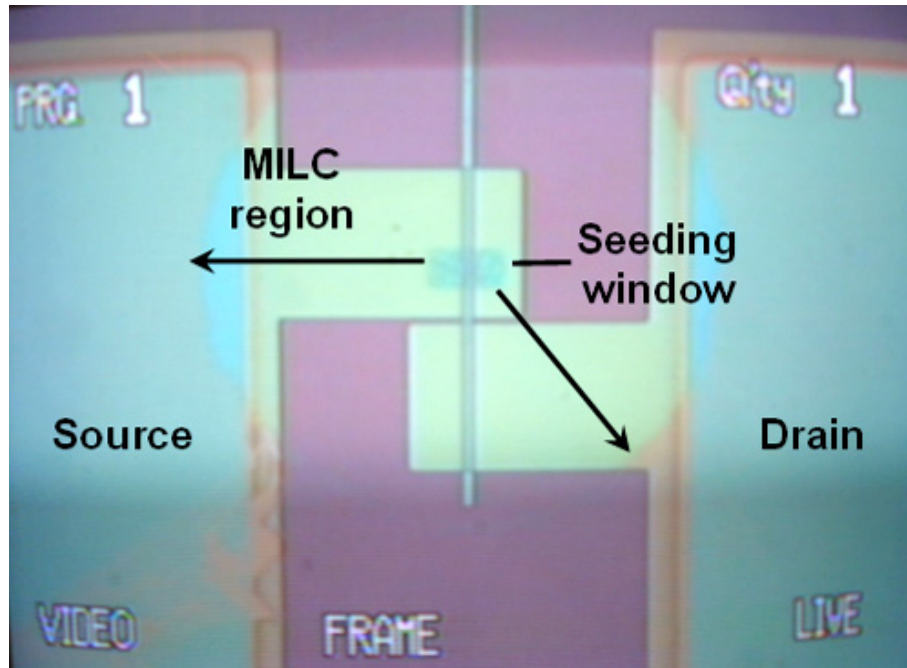 PRG 1
Q'ty 1
MILC
region
Seeding
window
Source
Drain
VIDEO
FRAME
LIVE